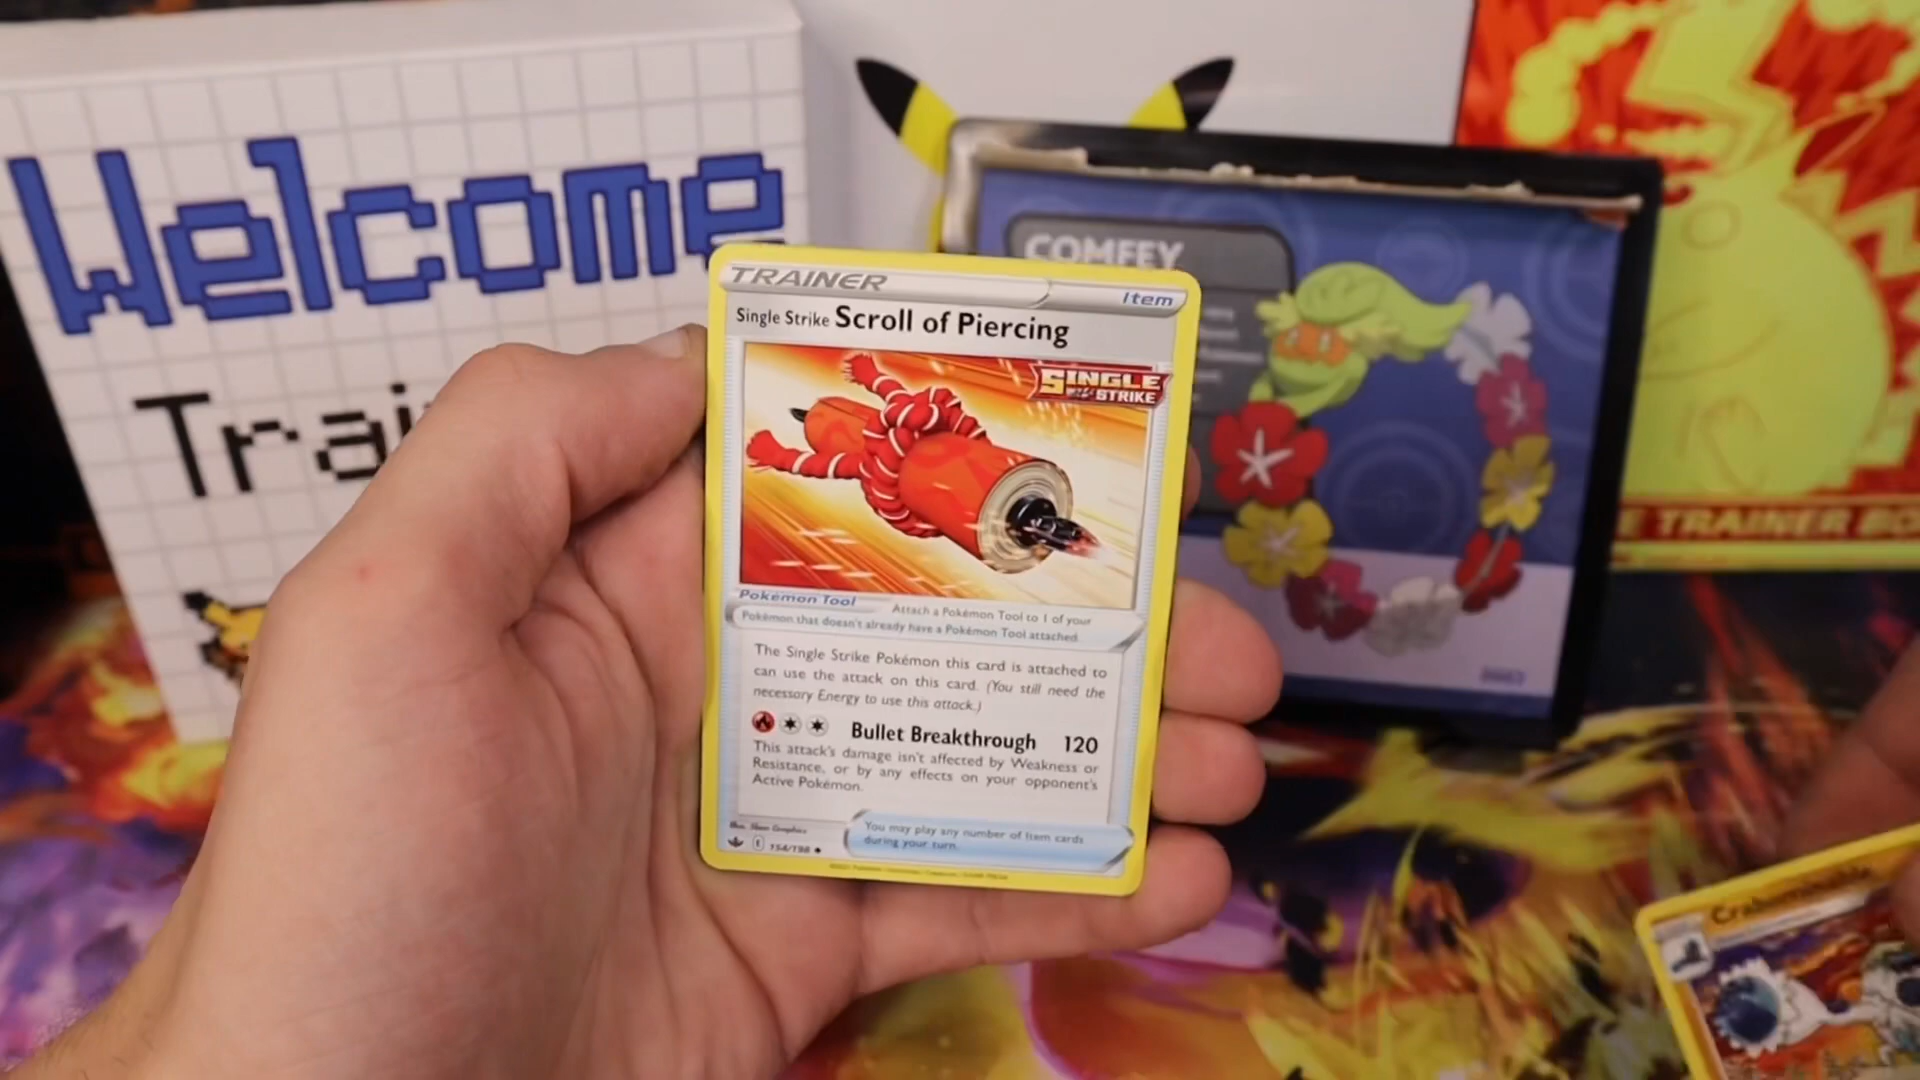 Welcome
COMFEY
TRAINER
Item
Single Strike Scroll of Piercing
SINGLE
STRIKE
E TRAINER BO
Pokémon Tool
Attach a Pokémon Tool to 1 of your
Pokémon that doesn't already have a Pokémon Tool attached.
The Single Strike Pokémon this card is attached to
can use the attack on this card. (You still need the
necessary Energy to use this attack.)
Bullet Breakthrough 120
This attack's damage isn't affected by Weakness or
Resistance, or by any effects on your opponent's
Active Pokémon.
You may play any number of Item cards
during your turn.
E 154/198
Crabominable